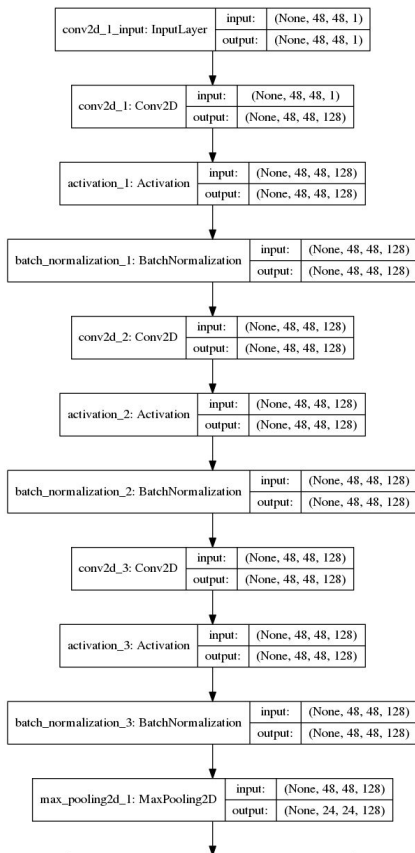 conv2d_1_input: InputLayer input: (None, 48, 48, 1)
output: (None, 48, 48, 1)
conv2d_1: Conv2D input: (None, 48, 48, 1)
output: (None, 48, 48, 128)
activation_1: Activation input: (None, 48, 48, 128)
output: (None, 48, 48, 128)
batch_normalization_1: BatchNormalization input: (None, 48, 48, 128)
output: (None, 48, 48, 128)
conv2d_2: Conv2D input: (None, 48, 48, 128)
output: (None, 48, 48, 128)
activation_2: Activation input: (None, 48, 48, 128)
output: (None, 48, 48, 128)
batch_normalization_2: BatchNormalization input: (None, 48, 48, 128)
output: (None, 48, 48, 128)
conv2d_3: Conv2D input: (None, 48, 48, 128)
output: (None, 48, 48, 128)
activation_3: Activation input: (None, 48, 48, 128)
output: (None, 48, 48, 128)
batch_normalization_3: BatchNormalization input: (None, 48, 48, 128)
output: (None, 48, 48, 128)
max_pooling2d_1: MaxPooling2D input: (None, 48, 48, 128)
output: (None, 24, 24, 128)